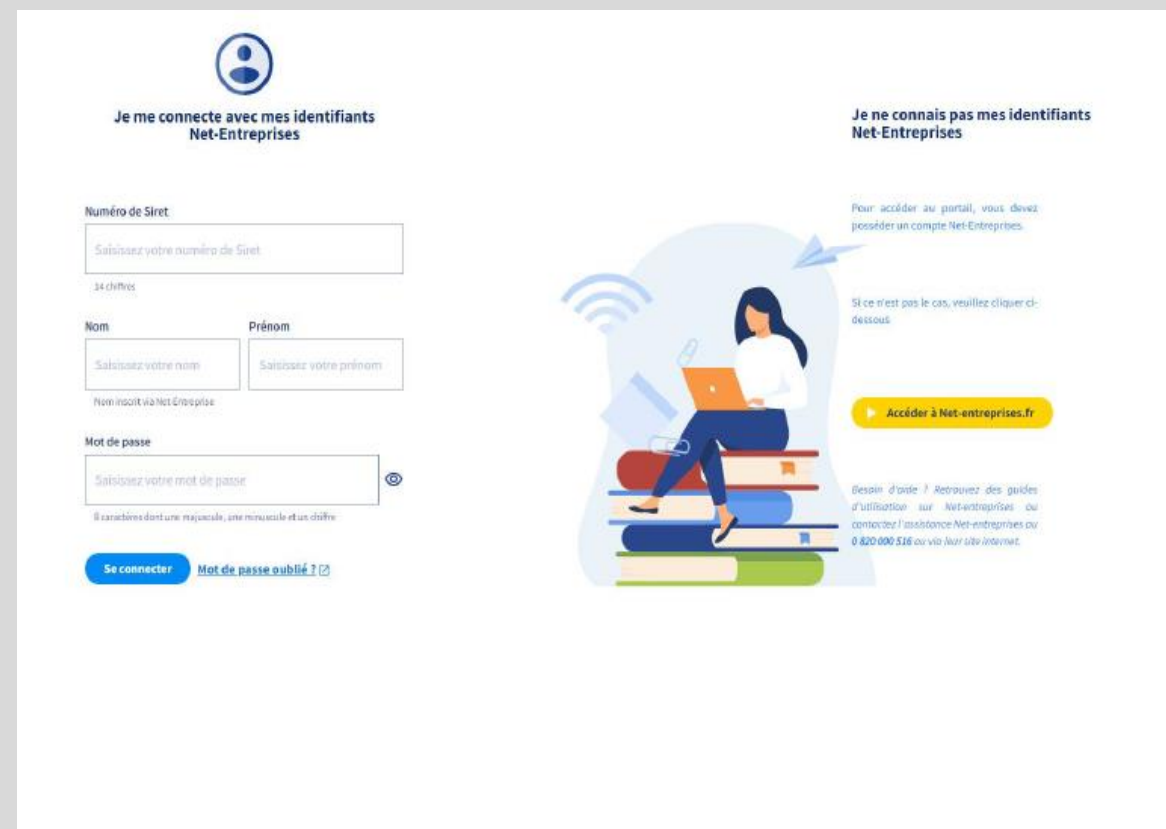 Je me connecte avec mes identifiants
Net-Entreprises
Numéro de Siret
Saisissez votre numéro de Siret
14 chiffres
Nom
Prénom
Saisissez votre nom
Saisissez votre prénom
Nom inscrit via Net-Entreprise
Mot de passe
Saisissez votre mot de passe
8 caractères dont une majuscule, une minuscule et un chiffre
Se connecter
Mot de passe oublié ?
Je ne connais pas mes identifiants
Net-Entreprises
Pour accéder au portail, vous devez
posséder un compte Net-Entreprises.
Si ce n'est pas le cas, veuillez cliquer ci-
dessous
Accéder à Net-entreprises.fr
Besoin d'aide ? Retrouvez des guides
d'utilisation sur Net-entreprises ou
contactez l'assistance Net-entreprises au
0 820 000 516 ou via leur site internet.